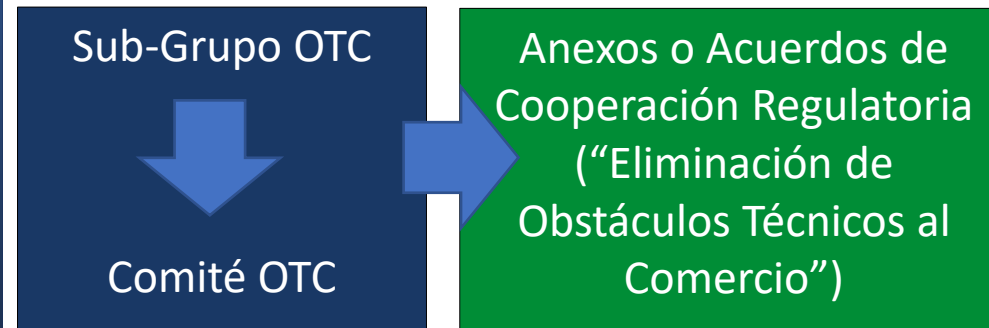 Sub-Grupo OTC
Comité OTC
Anexos o Acuerdos de
Cooperación Regulatoria
(“Eliminación de
Obstáculos Técnicos al
Comercio”)